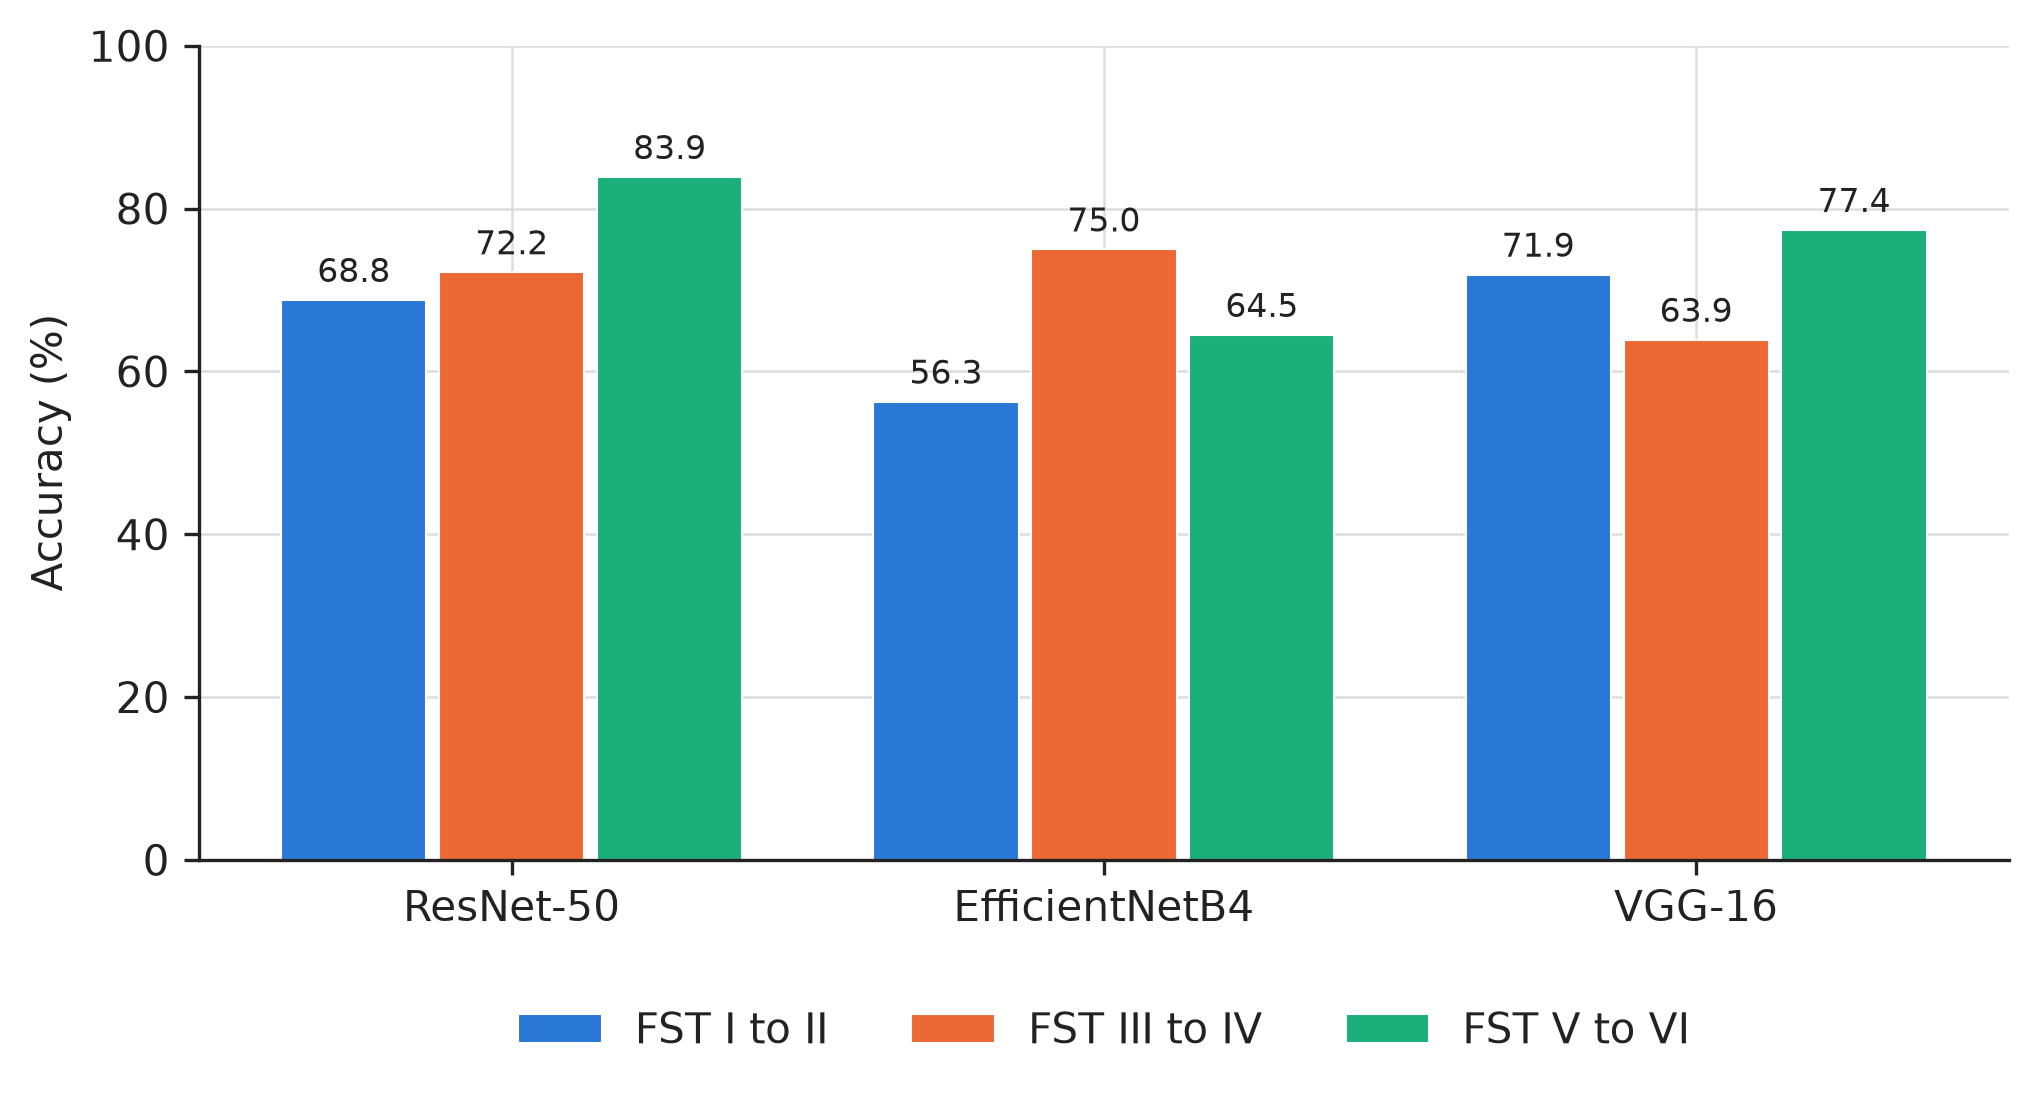 Accuracy (%)
100
80
60
40
20
0
68.8
72.2
83.9
56.3
75.0
64.5
71.9
63.9
77.4
ResNet-50
EfficientNetB4
VGG-16
FST I to II
FST III to IV
FST V to VI